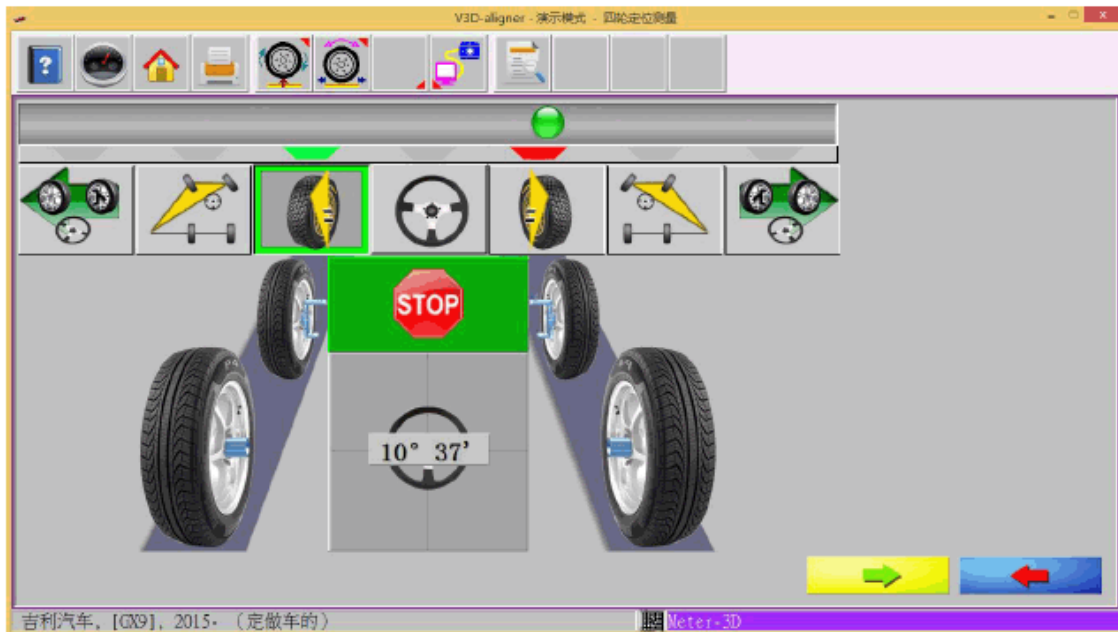 V3D-aligner - 演示模式 - 四轮定位测量
?
STOP
10° 37'
吉利汽车, [GX9], 2015- (定做车的)
Meter-3D